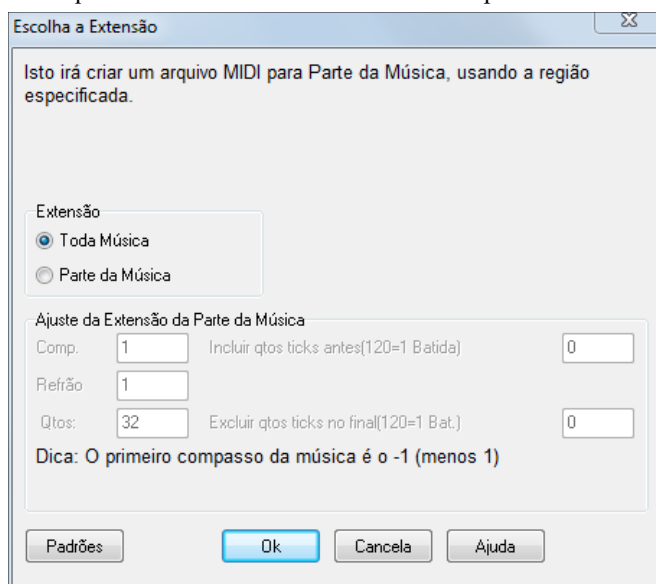 Escolha a Extensão
Isto irá criar um arquivo MIDI para Parte da Música, usando a região
especificada.
Extensão
Toda Música
Parte da Música
Ajuste da Extensão da Parte da Música
Comp. 1 Incluir qtos ticks antes(120=1 Batida) 0
Refrão 1
Qtos: 32 Excluir qtos ticks no final(120=1 Bat.) 0
Dica: O primeiro compasso da música é o -1 (menos 1)
Padrões Ok Cancela Ajuda